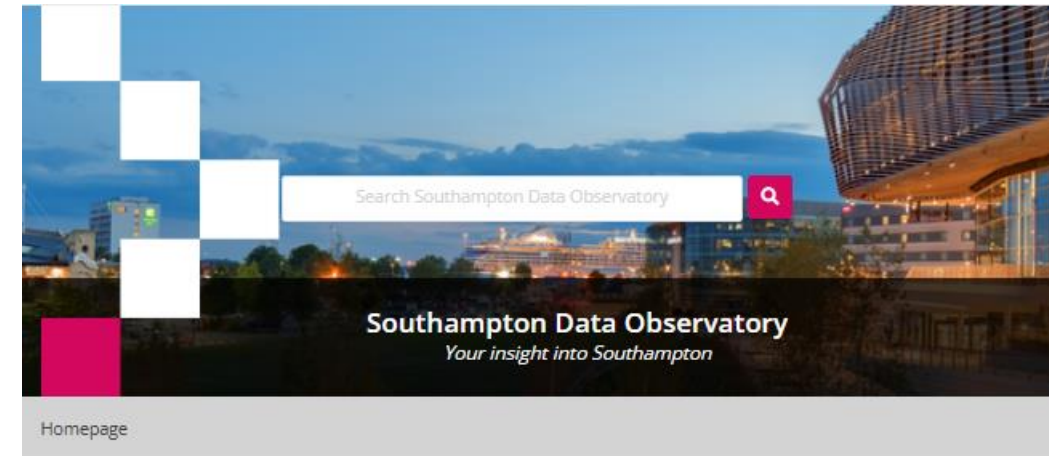 Search Southampton Data Observatory
Southampton Data Observatory
Your insight into Southampton
Homepage